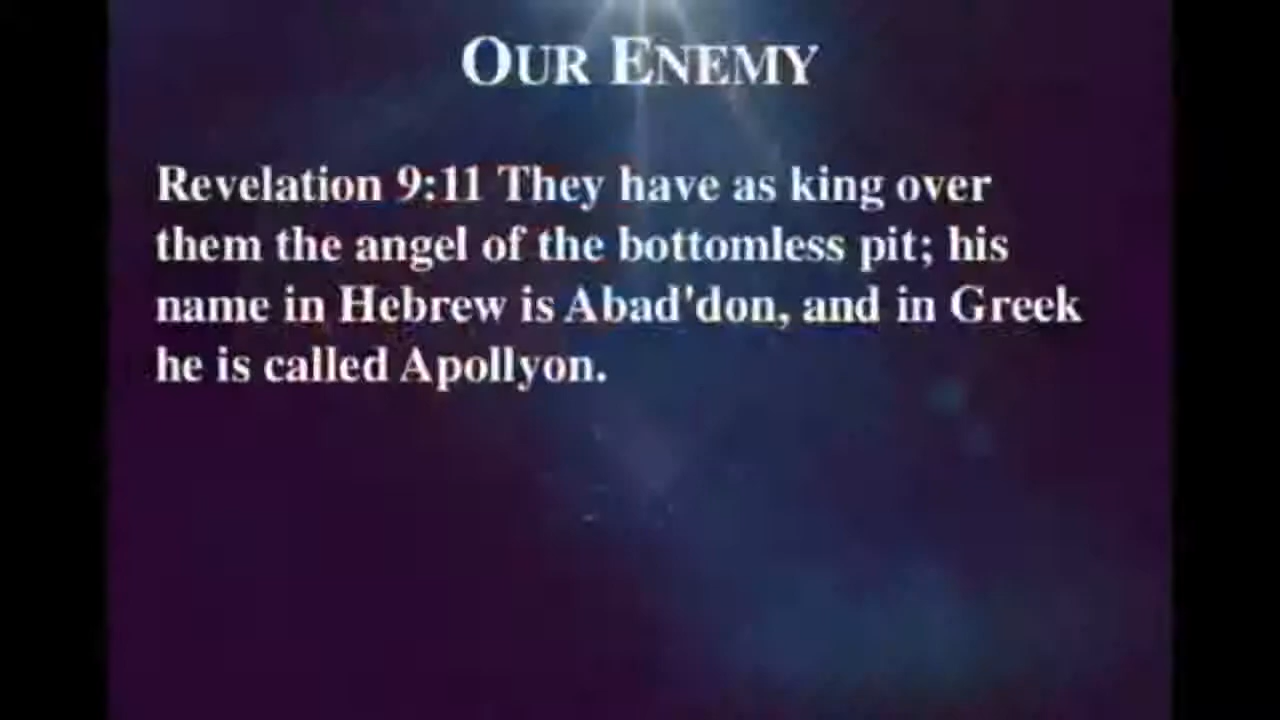 OUR ENEMY
Revelation 9:11 They have as king over
them the angel of the bottomless pit; his
name in Hebrew is Abad'don, and in Greek
he is called Apollyon.